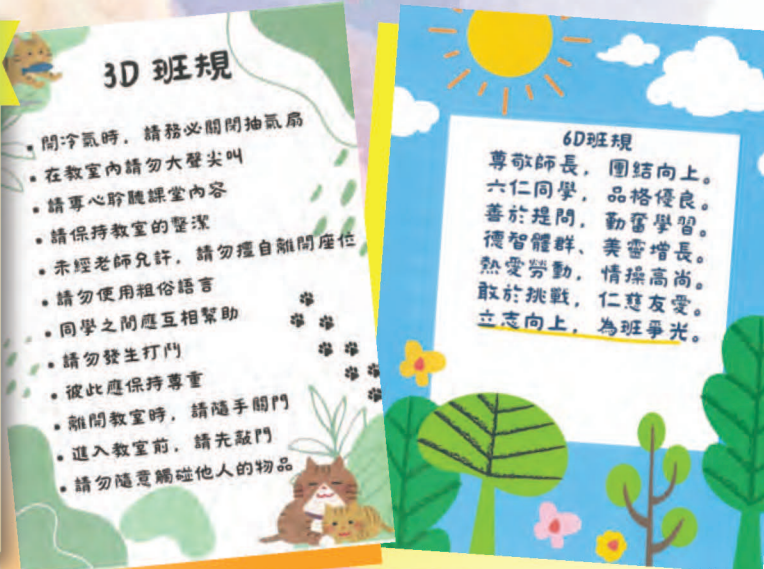 3D 班規
• 開冷氣時，請務必關閉抽氣扇
• 在教室內請勿大聲尖叫
• 請專心聆聽課堂內容
• 請保持教室的整潔
• 未經老師允許，請勿擅自離開座位
• 請勿使用粗俗語言
• 同學之間應互相幫助
• 請勿發生打鬥
• 彼此應保持尊重
• 離開教室時，請隨手關門
• 進入教室前，請先敲門
• 請勿隨意觸碰他人的物品
6D班規
尊敬師長，團結向上。
六仁同學，品格優良。
善於提問，勤奮學習。
德智體群、美靈增長。
熱愛勞動，情操高尚。
敢於挑戰，仁慈友愛。
立志向上，為班爭光。